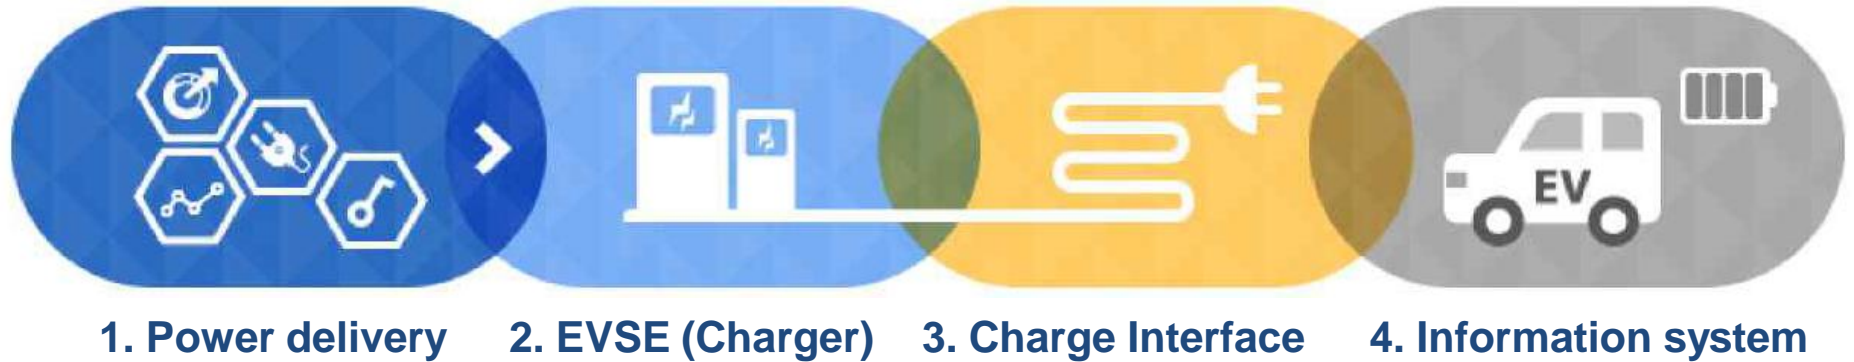 EV
1. Power delivery
2. EVSE (Charger)
3. Charge Interface
4. Information system